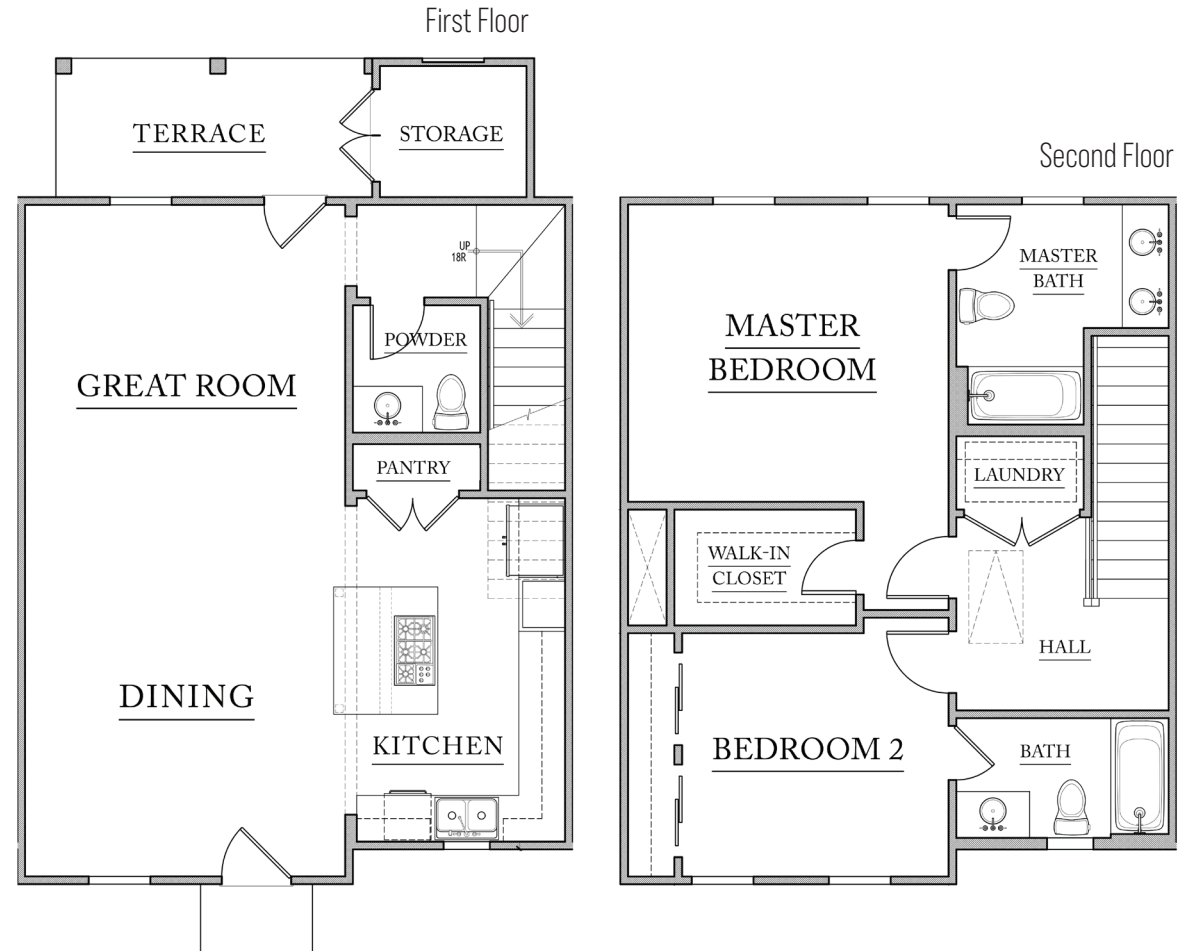 First Floor
TERRACE
STORAGE
UP
18R
POWDER
GREAT ROOM
PANTRY
DINING
KITCHEN
Second Floor
MASTER
BATH
MASTER
BEDROOM
LAUNDRY
WALK-IN
CLOSET
HALL
BEDROOM 2
BATH